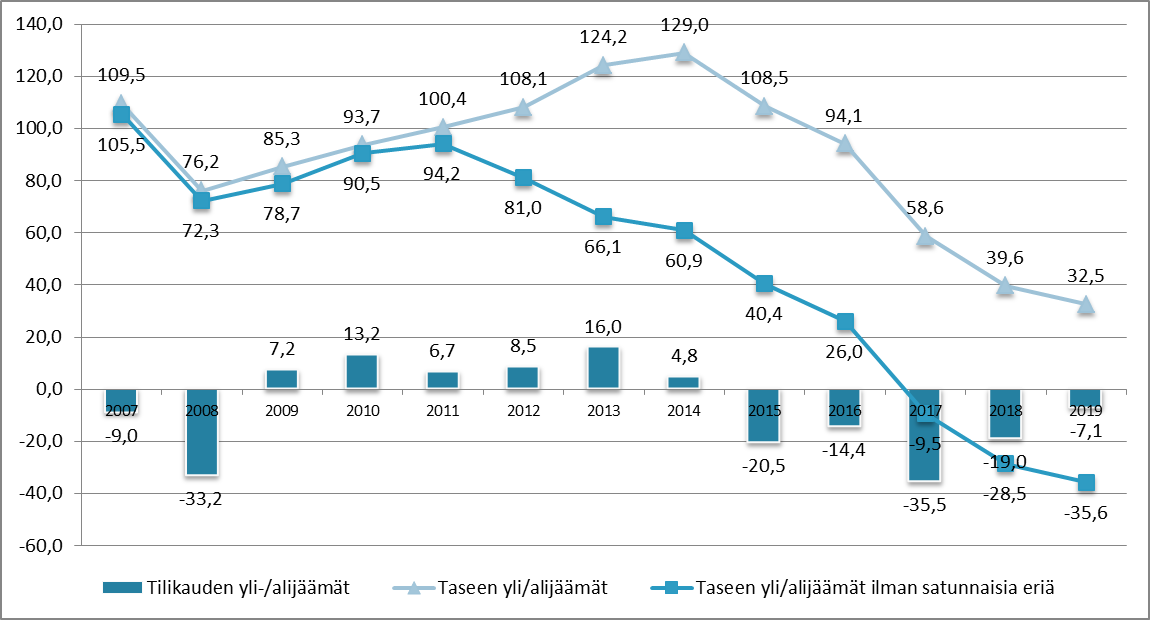 140,0
120,0
100,0
80,0
60,0
40,0
20,0
0,0
-20,0
-40,0
-60,0
109,5 76,2 85,3 93,7 100,4 108,1 124,2 129,0 108,5 94,1 58,6 39,6 32,5
105,5 72,3 78,7 90,5 94,2 81,0 66,1 60,9 40,4 26,0 -9,5 -28,5 -35,6
-9,0 -33,2 7,2 13,2 6,7 8,5 16,0 4,8 -20,5 -14,4 -35,5 -19,0 -7,1
2007 2008 2009 2010 2011 2012 2013 2014 2015 2016 2017 2018 2019
Tilikauden yli-/alijäämät Taseen yli/alijäämät Taseen yli/alijäämät ilman satunnaisia eriä